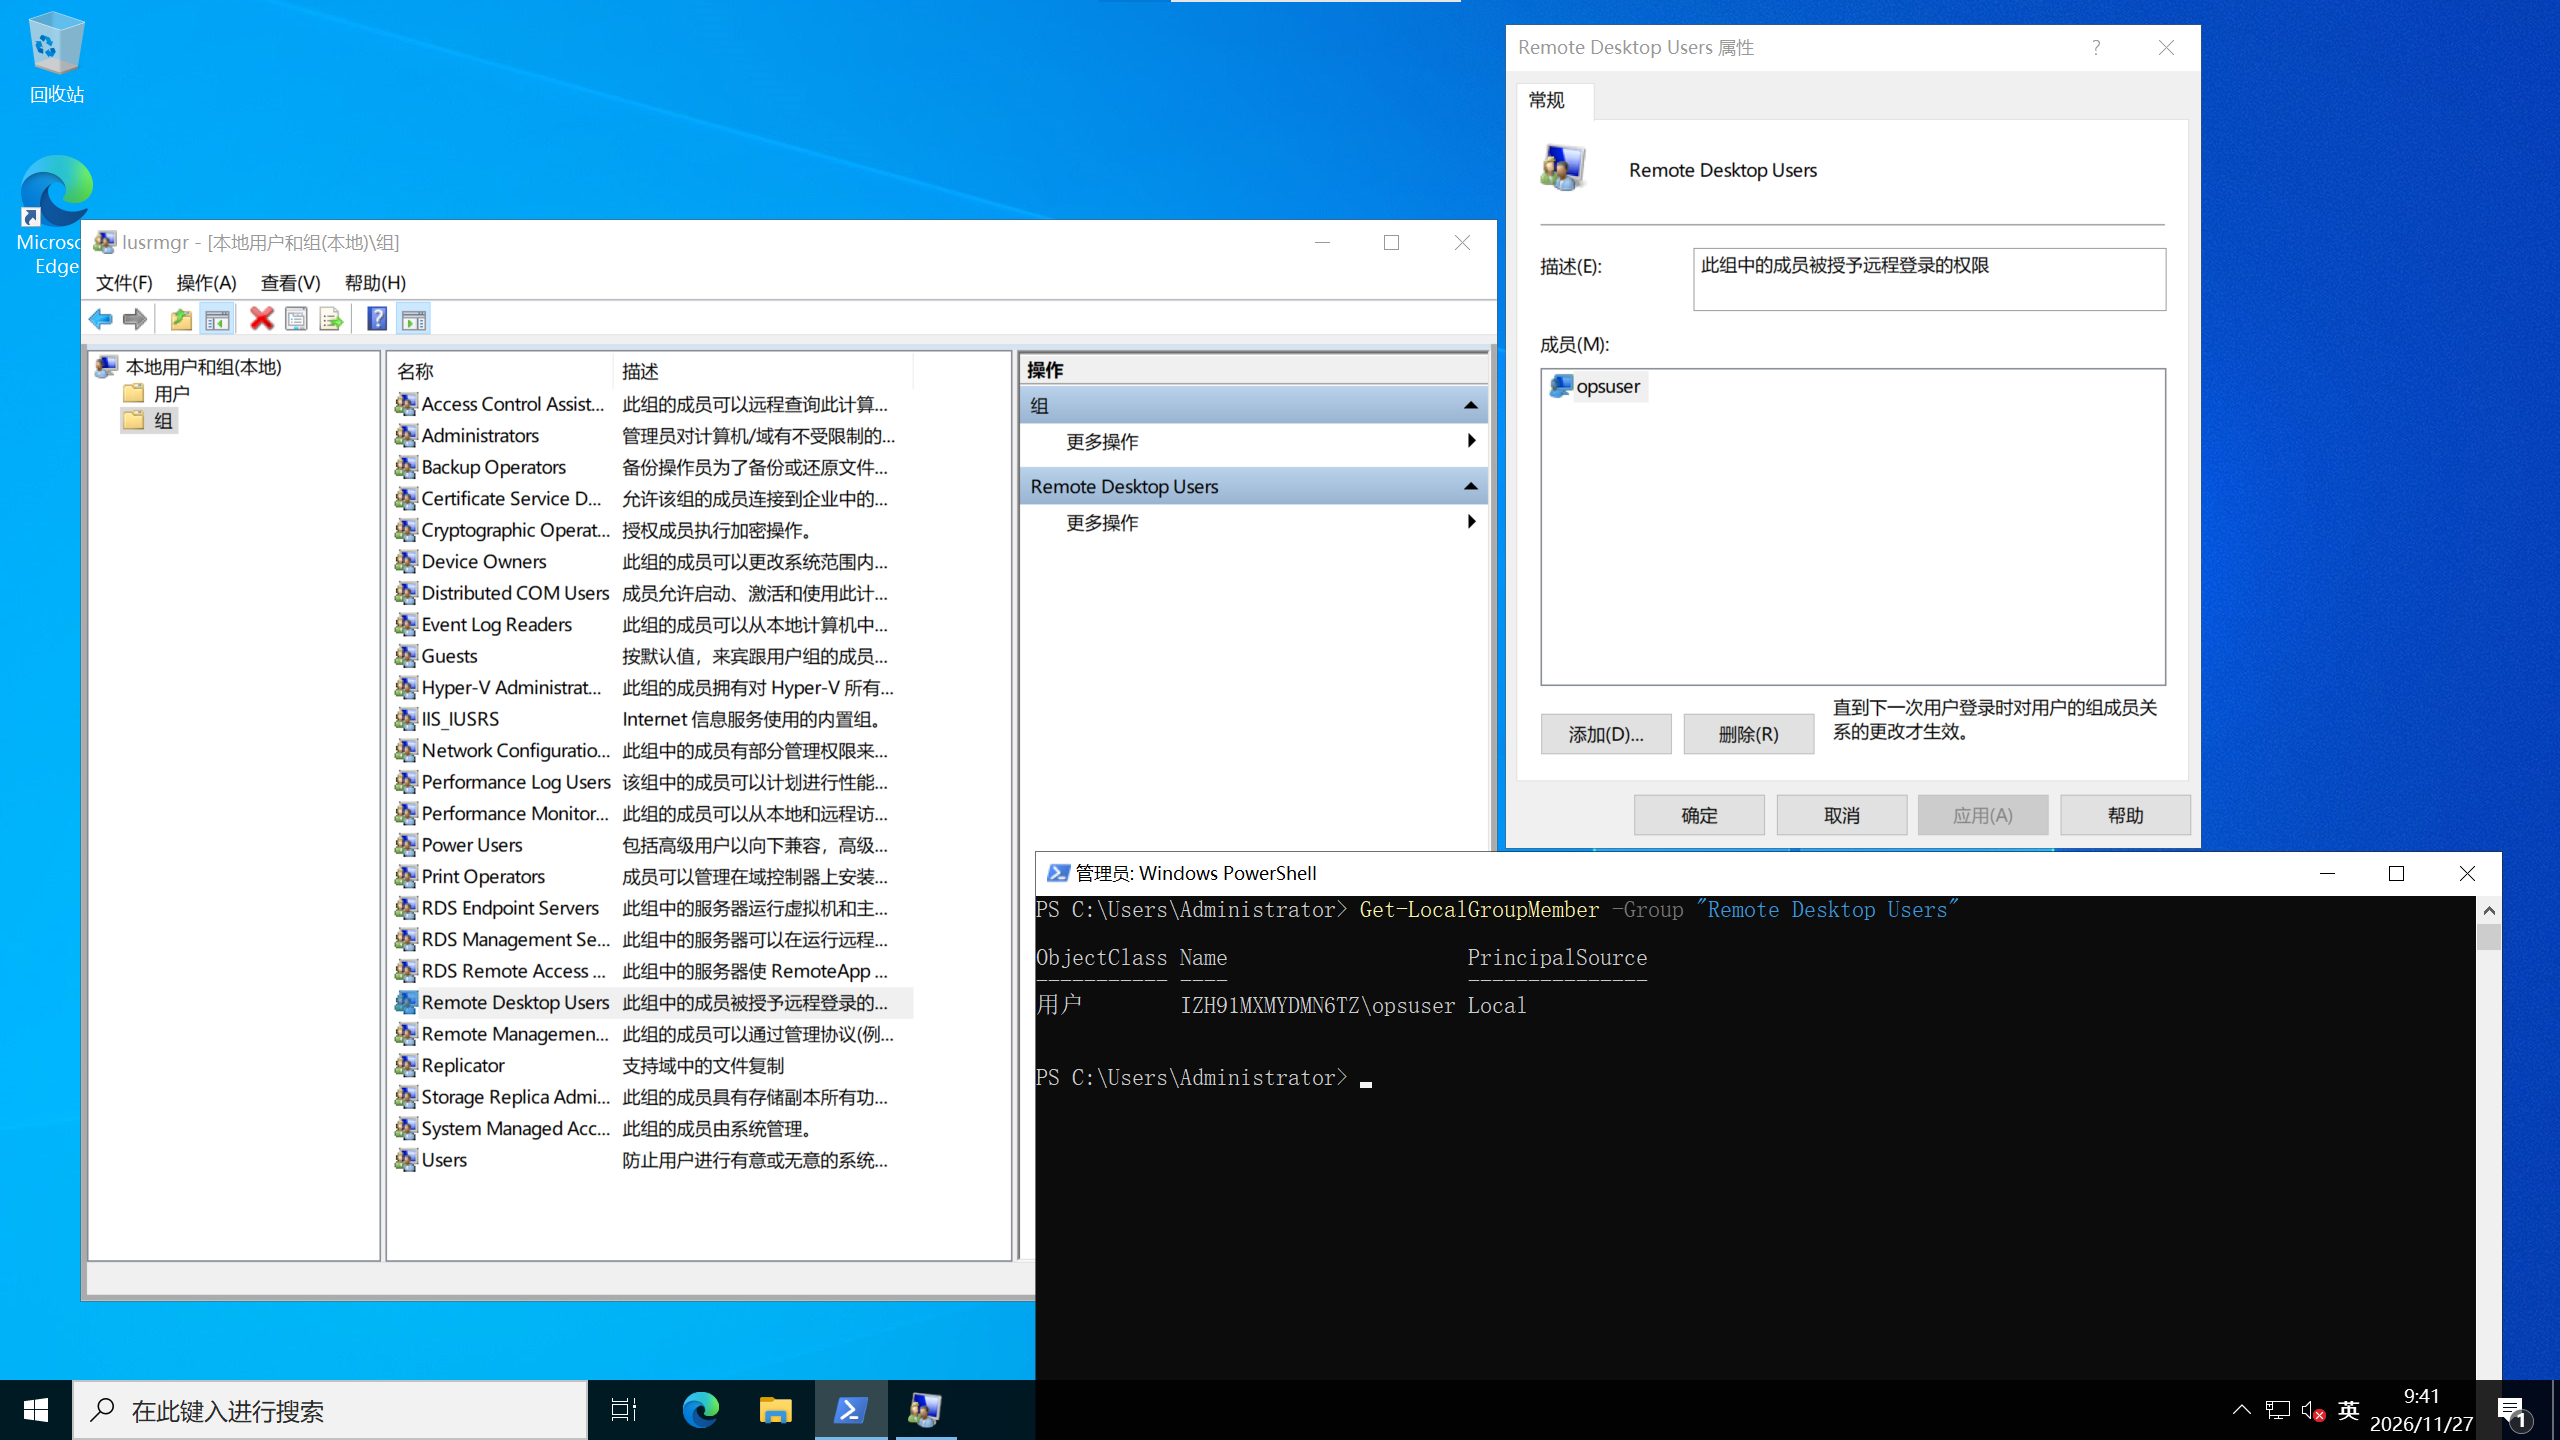 回收站
Microsc
Edge
lusrmgr - [本地用户和组(本地)\组]
文件(F) 操作(A) 查看(V) 帮助(H)
本地用户和组(本地)
用户
组
名称 描述
Access Control Assist... 此组的成员可以远程查询此计算...
Administrators 管理员对计算机/域有不受限制的...
Backup Operators 备份操作员为了备份或还原文件...
Certificate Service D... 允许该组的成员连接到企业中的...
Cryptographic Operat... 授权成员执行加密操作。
Device Owners 此组的成员可以更改系统范围内...
Distributed COM Users 成员允许启动、激活和使用此计...
Event Log Readers 此组的成员可以从本地计算机中...
Guests 按默认值，来宾跟用户组的成员...
Hyper-V Administrat... 此组的成员拥有对 Hyper-V 所有...
IIS_IUSRS Internet 信息服务使用的内置组。
Network Configuratio... 此组中的成员有部分管理权限来...
Performance Log Users 该组中的成员可以计划进行性能...
Performance Monitor... 此组的成员可以从本地和远程访...
Power Users 包括高级用户以向下兼容，高级...
Print Operators 成员可以管理在域控制器上安装...
RDS Endpoint Servers 此组中的服务器运行虚拟机和主...
RDS Management Se... 此组中的服务器可以在运行远程...
RDS Remote Access ... 此组中的服务器使 RemoteApp ...
Remote Desktop Users 此组中的成员被授予远程登录的...
Remote Managemen... 此组的成员可以通过管理协议(例...
Replicator 支持域中的文件复制
Storage Replica Admi... 此组的成员具有存储副本所有功...
System Managed Acc... 此组的成员由系统管理。
Users 防止用户进行有意或无意的系统...
操作
组
更多操作
Remote Desktop Users
更多操作
Remote Desktop Users 属性
常规
Remote Desktop Users
描述(E): 此组中的成员被授予远程登录的权限
成员(M):
opsuser
添加(D)... 删除(R)
直到下一次用户登录时对用户的组成员关
系的更改才生效。
确定 取消 应用(A) 帮助
管理员: Windows PowerShell
PS C:\Users\Administrator> Get-LocalGroupMember -Group "Remote Desktop Users"
ObjectClass Name PrincipalSource
----------- ---- ---------------
用户 IZH91MXMYDMN6TZ\opsuser Local
PS C:\Users\Administrator>
在此键入进行搜索
英
9:41
2026/11/27
1